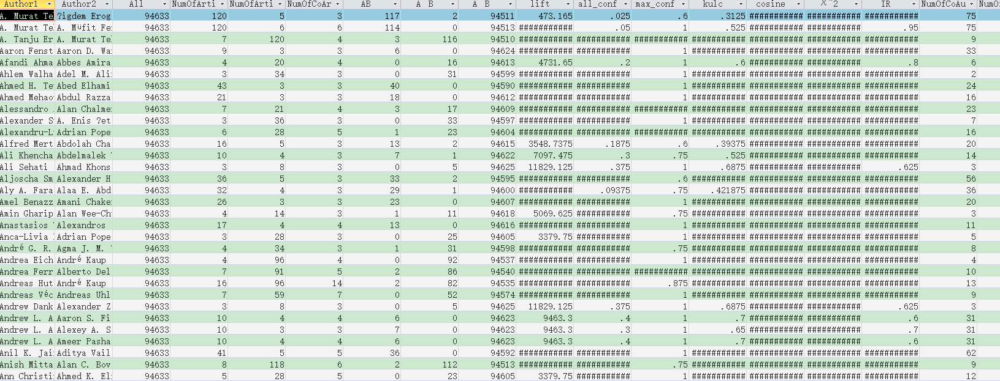 Author1 Author2 All NumOfArti NumOfArti NumOfCoAr AB A B A B lift all_conf max_conf kulc cosine X^2 IR NumOfCoAu NumOf
A. Murat Te ?igdem Erog 94633 120 5 3 117 2 94511 473.165 .025 .6 .3125 ########### ########### ########### 75
A. Murat Te A. Müfit Fe 94633 120 6 6 114 0 94513 ########### .05 1 .525 ########### ########### .95 75
A. Tanju Er A. Murat Te 94633 7 120 4 3 116 94510 ########### ########### ########### ########### ########### ########### ########### 9
Aaron Fenst Aaron D. Wa 94633 9 3 3 6 0 94624 ########### ########### 1 ########### ########### ########### ########### 33
Afandi Ahma Abbes Amira 94633 4 20 4 0 16 94613 4731.65 .2 1 .6 ########### ########### .8 6
Ahlem Walha Adel M. Ali 94633 3 34 3 0 31 94599 ########### ########### 1 ########### ########### ########### ########### 2
Ahmed H. Te Abed Elhami 94633 43 3 3 40 0 94590 ########### ########### 1 ########### ########### ########### ########### 24
Ahmed Mehao Abdul Razza 94633 21 3 3 18 0 94612 ########### ########### 1 ########### ########### ########### ########### 16
Alessandro Alan Chalme 94633 7 21 4 3 17 94609 ########### ########### ########### ########### ########### ########### ########### 23
Alexander S A. Enis ?et 94633 3 36 3 0 33 94597 ########### ########### 1 ########### ########### ########### ########### 7
Alexandru-L Adrian Pope 94633 6 28 5 1 23 94604 ########### ########### ########### ########### ########### ########### ########### 16
Alfred Mert Abdolah Cha 94633 16 5 3 13 2 94615 3548.7375 .1875 .6 .39375 ########### ########### ########### 20
Ali Khencha Abdelmalek 94633 10 4 3 7 1 94622 7097.475 .3 .75 .525 ########### ########### ########### 14
Ali Sehati Ahmad Khons 94633 3 8 3 0 5 94625 11829.125 .375 1 .6875 ########### ########### .625 3
Aljoscha Sm Alexander H 94633 36 5 3 33 2 94595 ########### ########### .6 ########### ########### ########### ########### 56
Aly A. Fara Alaa E. Abd 94633 32 4 3 29 1 94600 ########### .09375 .75 .421875 ########### ########### ########### 36
Amel Benazz Amani Chake 94633 26 3 3 23 0 94607 ########### ########### 1 ########### ########### ########### ########### 20
Amin Gharip Alan Wee-Ch 94633 4 14 3 1 11 94618 5069.625 ########### .75 ########### ########### ########### ########### 3
Anastasios Alexandros 94633 17 4 4 13 0 94616 ########### ########### 1 ########### ########### ########### ########### 11
Anca-Livia Adrian Pope 94633 3 28 3 0 25 94605 3379.75 ########### 1 ########### ########### ########### ########### 5
André G. R. Agma J. M. 94633 4 34 3 1 31 94598 ########### ########### .75 ########### ########### ########### ########### 8
Andrea Eich André Kaup 94633 4 96 4 0 92 94537 ########### ########### 1 ########### ########### ########### ########### 4
Andrea Ferr Alberto Del 94633 7 91 5 2 86 94540 ########### ########### ########### ########### ########### ########### ########### 10
Andreas Hut André Kaup 94633 16 96 14 2 82 94535 ########### ########### .875 ########### ########### ########### ########### 13
Andreas Véc Andreas Uhl 94633 7 59 7 0 52 94574 ########### ########### 1 ########### ########### ########### ########### 9
Andrew Dank Alexander Z 94633 3 8 3 0 5 94625 11829.125 .375 1 .6875 ########### ########### .625 3
Andrew L. A Aaron S. Fi 94633 10 4 4 6 0 94623 9463.3 .4 1 .7 ########### ########### .6 31
Andrew L. A Alexey A. S 94633 10 3 3 7 0 94623 9463.3 .3 1 .65 ########### ########### .7 31
Andrew L. A Ameer Pasha 94633 10 4 4 6 0 94623 9463.3 .4 1 .7 ########### ########### .6 31
Anil K. Jai Aditya Vail 94633 41 5 5 36 0 94592 ########### ########### 1 ########### ########### ########### ########### 62
Anish Mitta Alan C. Bov 94633 8 118 6 2 112 94513 ########### ########### .75 ########### ########### ########### ########### 9
Ann Christi Ahmed K. El 94633 5 28 5 0 23 94605 3379.75 ########### 1 ########### ########### ########### ########### 12